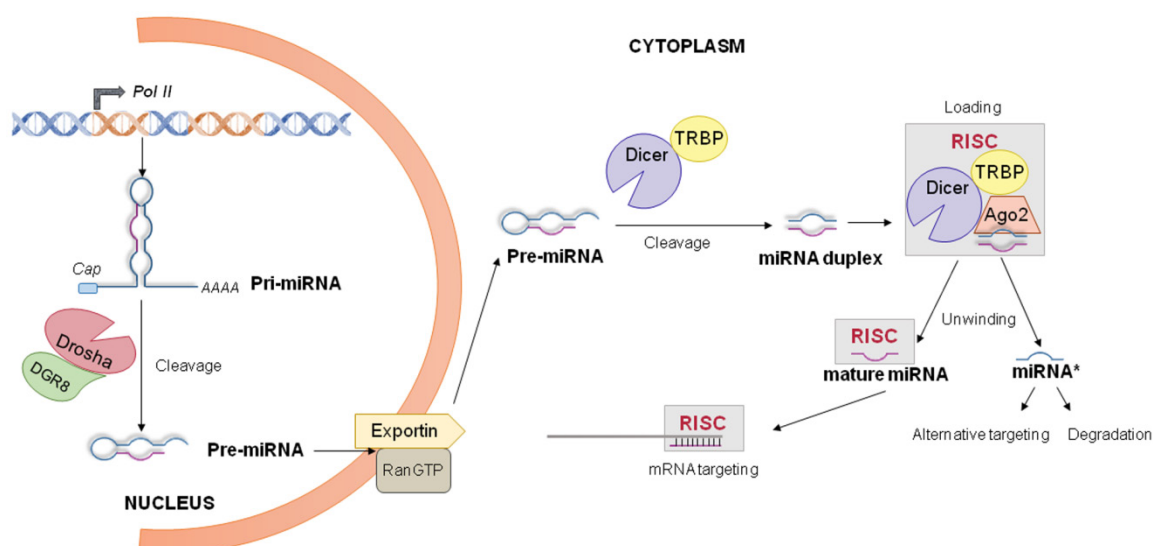 CYTOPLASM
Pol II
Cap
AAAA
Pri-miRNA
Drosha
DGR8
Cleavage
Pre-miRNA
NUCLEUS
Exportin
RanGTP
Pre-miRNA
Dicer
TRBP
Cleavage
miRNA duplex
Loading
RISC
Dicer
TRBP
Ago2
Unwinding
RISC
mature miRNA
miRNA*
Alternative targeting
Degradation
RISC
mRNA targeting